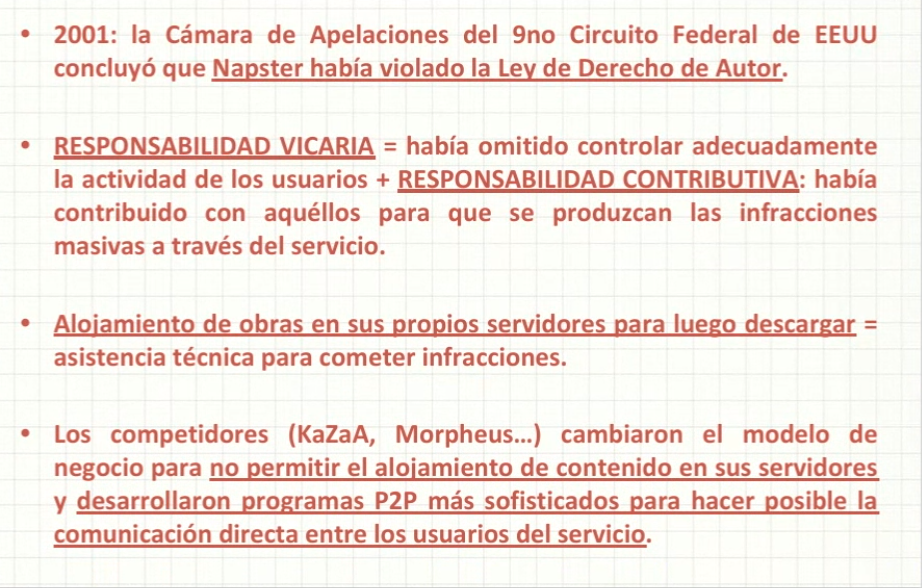 • 2001: la Cámara de Apelaciones del 9no Circuito Federal de EEUU
concluyó que Napster había violado la Ley de Derecho de Autor.
• RESPONSABILIDAD VICARIA = había omitido controlar adecuadamente
la actividad de los usuarios + RESPONSABILIDAD CONTRIBUTIVA: había
contribuido con aquéllos para que se produzcan las infracciones
masivas a través del servicio.
• Alojamiento de obras en sus propios servidores para luego descargar =
asistencia técnica para cometer infracciones.
• Los competidores (KaZaA, Morpheus...) cambiaron el modelo de
negocio para no permitir el alojamiento de contenido en sus servidores
y desarrollaron programas P2P más sofisticados para hacer posible la
comunicación directa entre los usuarios del servicio.